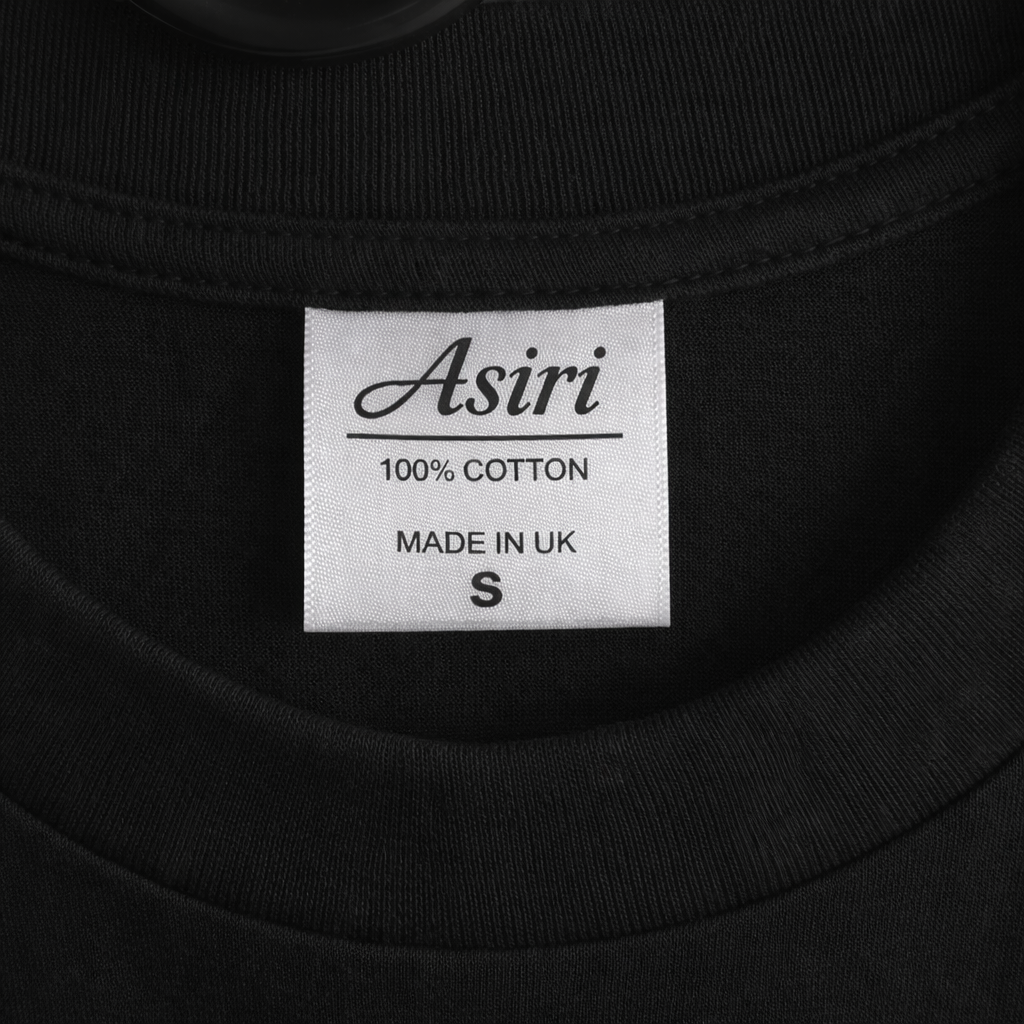 Asiri
100% COTTON
MADE IN UK
S